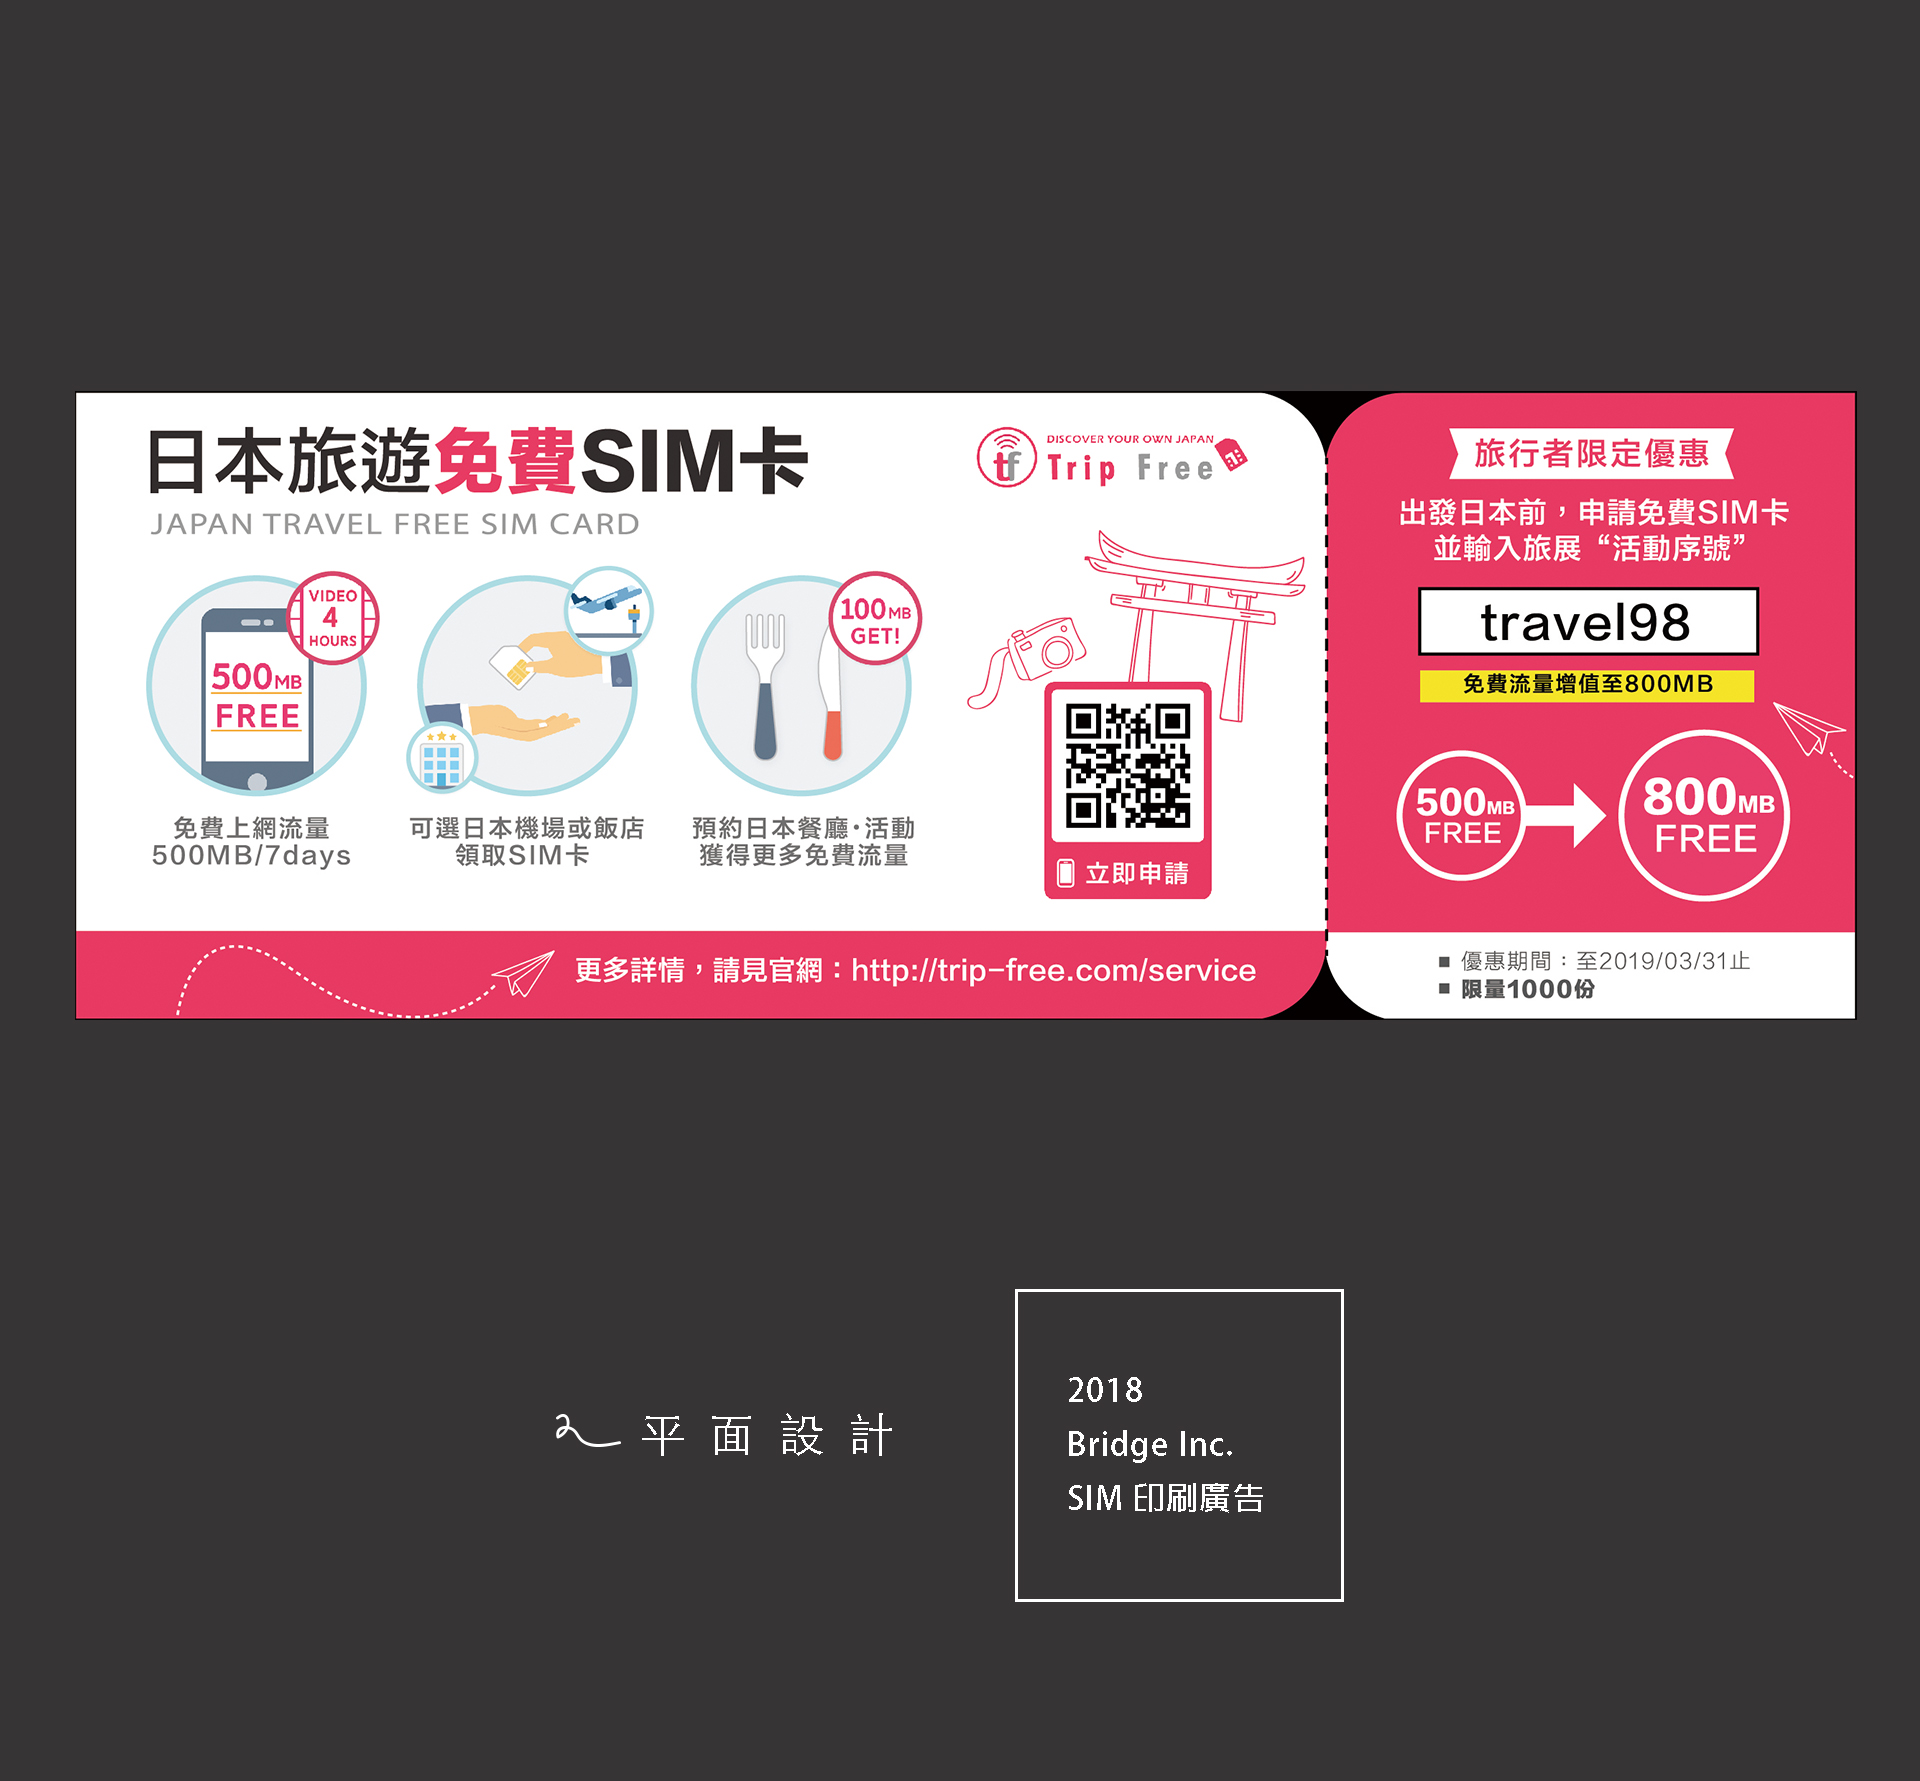 日本旅遊免費SIM卡
JAPAN TRAVEL FREE SIM CARD
tf
DISCOVER YOUR OWN JAPAN
Trip Free
VIDEO
4
HOURS
500MB
FREE
免費上網流量
500MB/7days
可選日本機場或飯店
領取SIM卡
100MB
GET!
預約日本餐廳·活動
獲得更多免費流量
立即申請
更多詳情，請見官網：http://trip-free.com/service
旅行者限定優惠
出發日本前，申請免費SIM卡
並輸入旅展“活動序號”
travel98
免費流量增值至800MB
500MB
FREE
800MB
FREE
■ 優惠期間：至2019/03/31止
■ 限量1000份
平面設計
2018
Bridge Inc.
SIM 印刷廣告